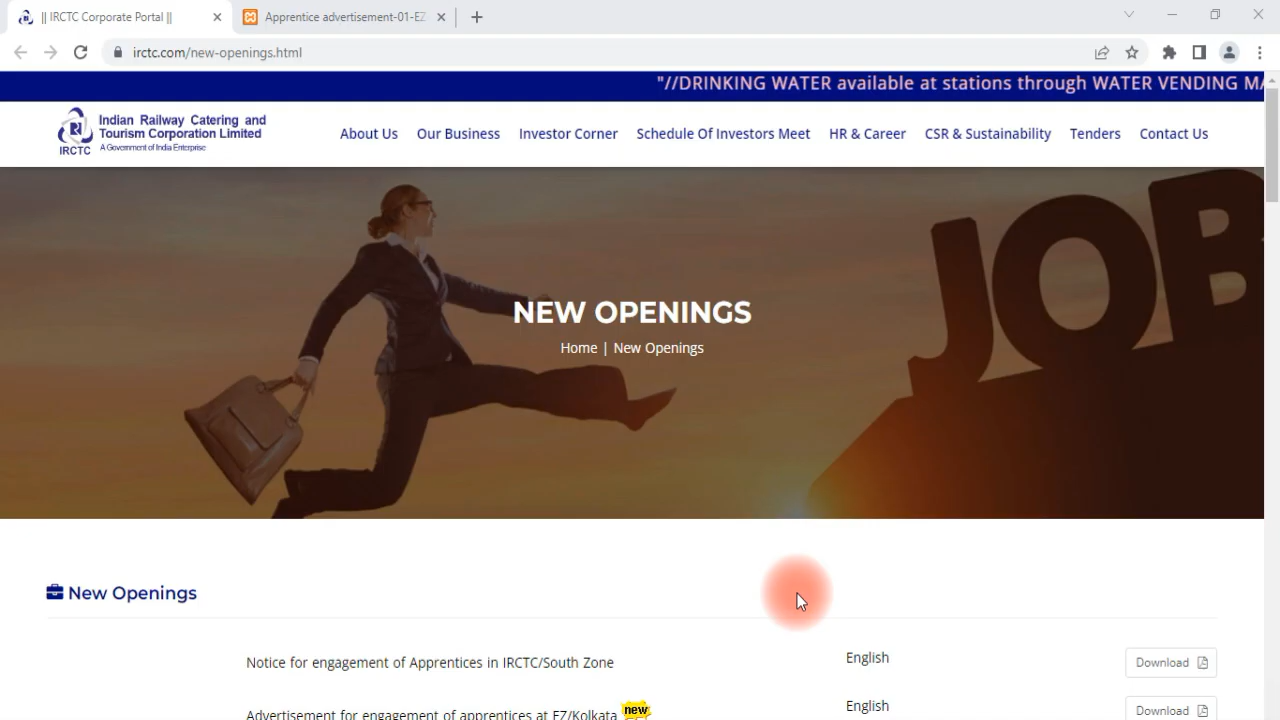 || IRCTC Corporate Portal ||
Apprentice advertisement-01-EZ
irctc.com/new-openings.html
"//DRINKING WATER available at stations through WATER VENDING MA
IRCTC
Indian Railway Catering and
Tourism Corporation Limited
A Government of India Enterprise
About Us
Our Business
Investor Corner
Schedule Of Investors Meet
HR & Career
CSR & Sustainability
Tenders
Contact Us
JOB
NEW OPENINGS
Home | New Openings
New Openings
Notice for engagement of Apprentices in IRCTC/South Zone
English
Download
Advertisement for engagement of apprentices at EZ/Kolkata
new
English
Download